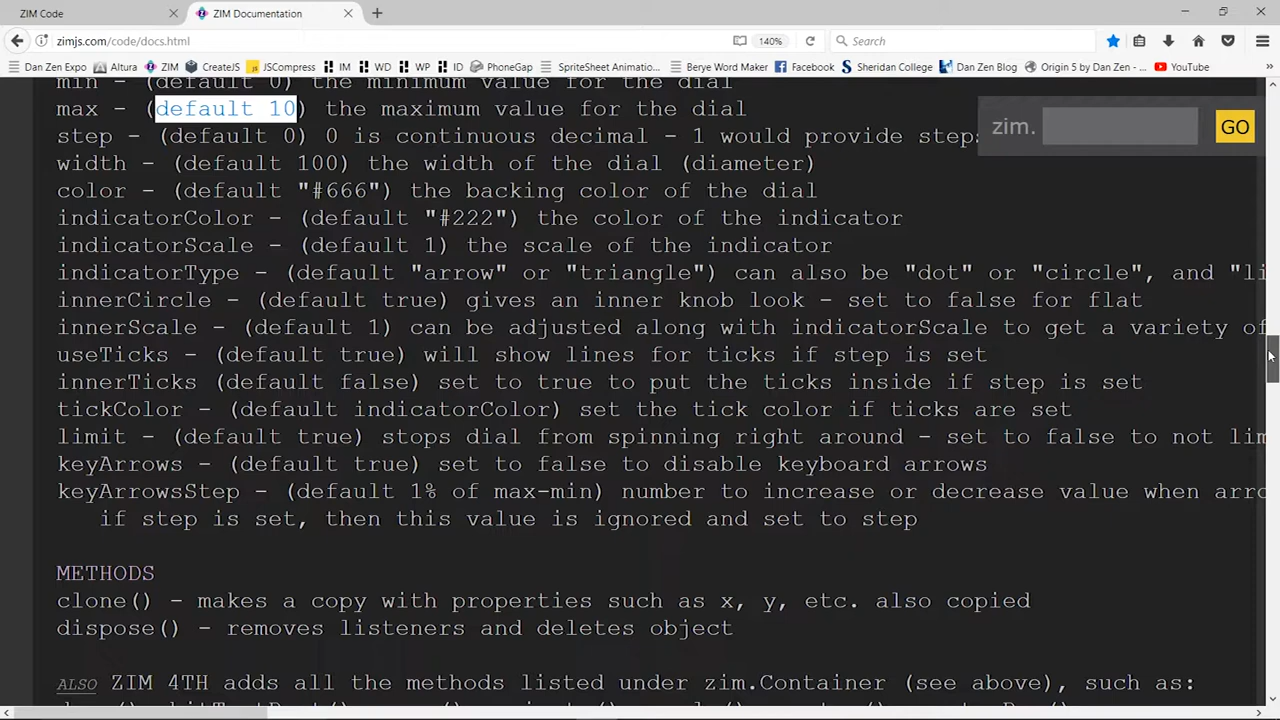 ZIM Code
ZIM Documentation
zimjs.com/code/docs.html
140%
Search
Dan Zen Expo
Altura
ZIM
CreateJS
JSCompress
IM
WD
WP
ID
PhoneGap
SpriteSheet Animatio...
Berye Word Maker
Facebook
Sheridan College
Dan Zen Blog
Origin 5 by Dan Zen - ...
YouTube
min - (default 0) the minimum value for the dial
max - (default 10) the maximum value for the dial
zim.
GO
step - (default 0) 0 is continuous decimal - 1 would provide steps
width - (default 100) the width of the dial (diameter)
color - (default "#666") the backing color of the dial
indicatorColor - (default "#222") the color of the indicator
indicatorScale - (default 1) the scale of the indicator
indicatorType - (default "arrow" or "triangle") can also be "dot" or "circle", and "li
innerCircle - (default true) gives an inner knob look - set to false for flat
innerScale - (default 1) can be adjusted along with indicatorScale to get a variety of
useTicks - (default true) will show lines for ticks if step is set
innerTicks (default false) set to true to put the ticks inside if step is set
tickColor - (default indicatorColor) set the tick color if ticks are set
limit - (default true) stops dial from spinning right around - set to false to not lim
keyArrows - (default true) set to false to disable keyboard arrows
keyArrowsStep - (default 1% of max-min) number to increase or decrease value when arro
if step is set, then this value is ignored and set to step
METHODS
clone() - makes a copy with properties such as x, y, etc. also copied
dispose() - removes listeners and deletes object
ALSO ZIM 4TH adds all the methods listed under zim.Container (see above), such as: